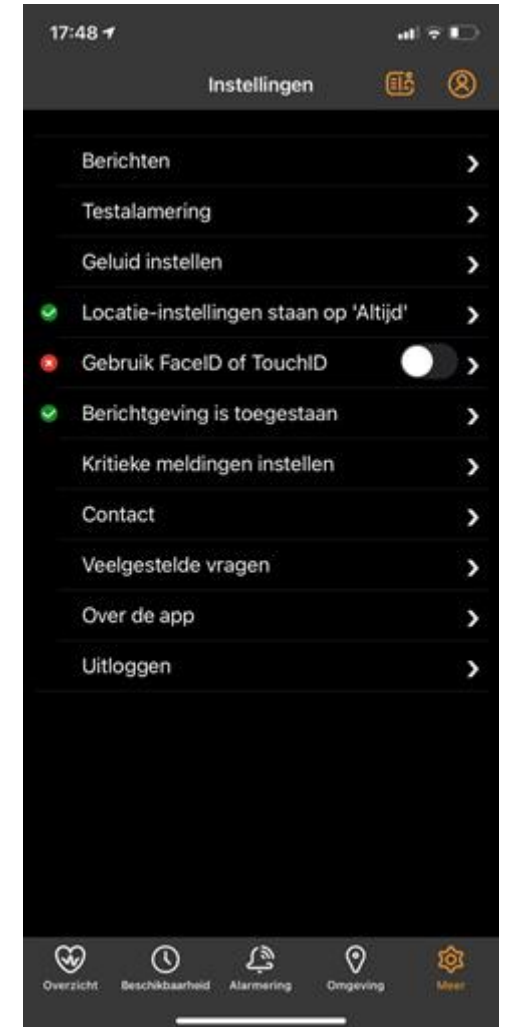 17:48
Instellingen
Berichten
Testalamering
Geluid instellen
Locatie-instellingen staan op 'Altijd'
Gebruik FaceID of TouchID
Berichtgeving is toegestaan
Kritieke meldingen instellen
Contact
Veelgestelde vragen
Over de app
Uitloggen
Overzicht Beschikbaarheid Alarmering Omgeving Meer